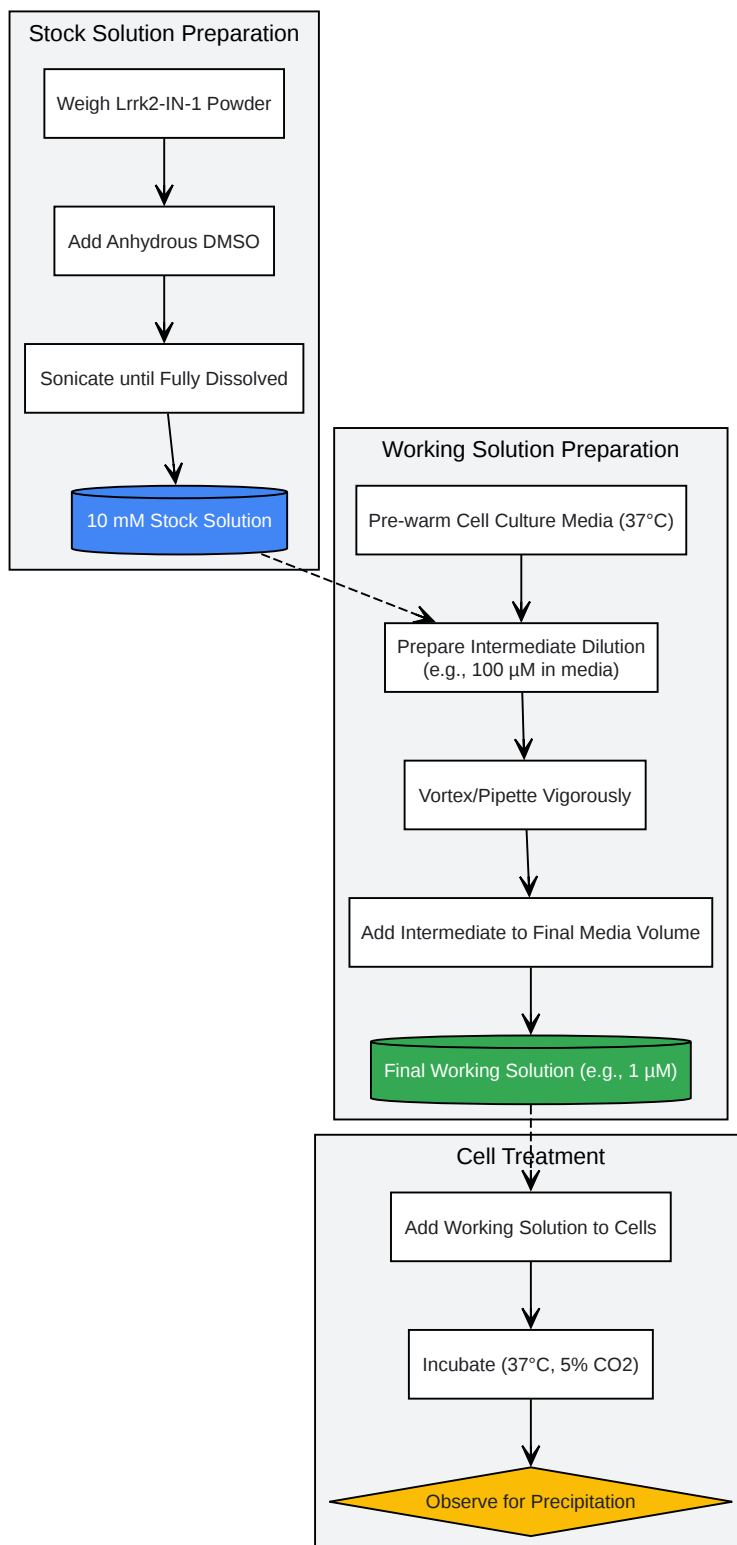 Stock Solution Preparation
Weigh Lrrk2-IN-1 Powder
Add Anhydrous DMSO
Sonicate until Fully Dissolved
10 mM Stock Solution
Working Solution Preparation
Pre-warm Cell Culture Media (37°C)
Prepare Intermediate Dilution
(e.g., 100 µM in media)
Vortex/Pipette Vigorously
Add Intermediate to Final Media Volume
Final Working Solution (e.g., 1 µM)
Cell Treatment
Add Working Solution to Cells
Incubate (37°C, 5% CO2)
Observe for Precipitation